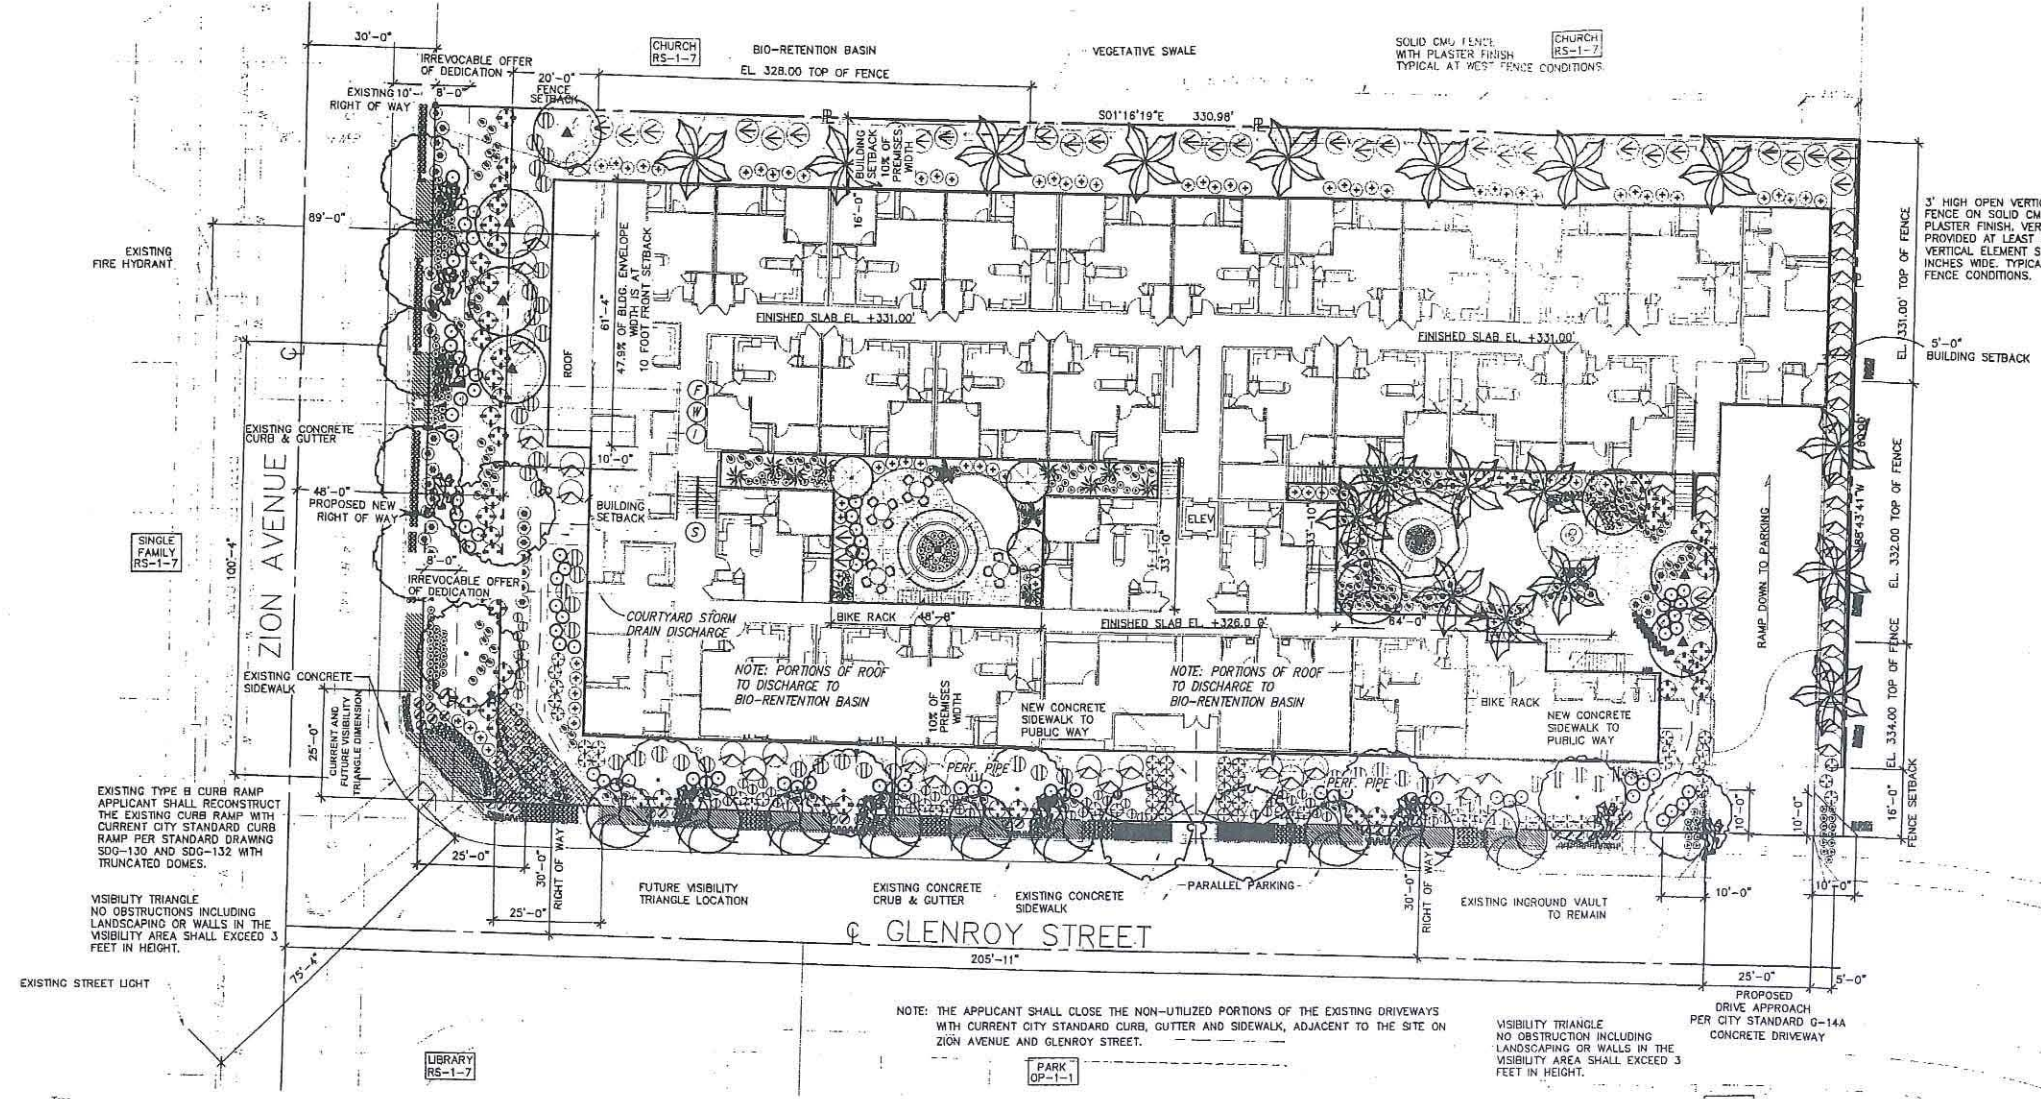 30'-0"
IRREVOCABLE OFFER
OF DEDICATION
EXISTING 10'-
RIGHT OF WAY
8'-0"
20'-0"
FENCE
SETBACK
CHURCH
RS-1-7
BIO-RETENTION BASIN
EL. 328.00 TOP OF FENCE
VEGETATIVE SWALE
SOLID CMU FENCE
WITH PLASTER FINISH
TYPICAL AT WEST FENCE CONDITIONS.
CHURCH
RS-1-7
S01°16'19"E 330.98'
BUILDING
SETBACK
10% OF
PREMISES
WIDTH
16'-0"
89'-0"
EXISTING
FIRE HYDRANT
3' HIGH OPEN VERTI
FENCE ON SOLID CM
PLASTER FINISH. VER
PROVIDED AT LEAST
VERTICAL ELEMENT S
INCHES WIDE. TYPICA
FENCE CONDITIONS.
EL. 331.00' TOP OF FENCE
5'-0"
BUILDING SETBACK
61'-4"
47.9% OF BLDG. ENVELOPE
WIDTH IS AT
10 FOOT FRONT SETBACK
ROOF
FINISHED SLAB EL. +331.00'
FINISHED SLAB EL. +331.00'
F
W
I
S
EXISTING CONCRETE
CURB & GUTTER
10'-0"
BUILDING
SETBACK
48'-0"
PROPOSED NEW
RIGHT OF WAY
SINGLE
FAMILY
RS-1-7
100'-4"
ZION AVENUE
8'-0"
IRREVOCABLE OFFER
OF DEDICATION
ELEV
33'-10"
33'-10"
RAMP DOWN TO PARKING
EL. 332.00 TOP OF FENCE
COURTYARD STORM
DRAIN DISCHARGE
BIKE RACK
48'-8"
FINISHED SLAB EL. +326.0 0'
64'-0"
EXISTING CONCRETE
SIDEWALK
NOTE: PORTIONS OF ROOF
TO DISCHARGE TO
BIO-RENTENTION BASIN
10% OF
PREMISES
WIDTH
NEW CONCRETE
SIDEWALK TO
PUBLIC WAY
NOTE: PORTIONS OF ROOF
TO DISCHARGE TO
BIO-RENTENTION BASIN
BIKE RACK
NEW CONCRETE
SIDEWALK TO
PUBLIC WAY
EL. 334.00 TOP OF FENCE
25'-0"
CURRENT AND
FUTURE VISIBILITY
TRIANGLE DIMENSION
PERF. PIPE
PERF. PIPE
10'-0"
10'-0"
16'-0"
FENCE SETBACK
EXISTING TYPE B CURB RAMP
APPLICANT SHALL RECONSTRUCT
THE EXISTING CURB RAMP WITH
CURRENT CITY STANDARD CURB
RAMP PER STANDARD DRAWING
SDG-130 AND SDG-132 WITH
TRUNCATED DOMES.
25'-0"
30'-0"
RIGHT OF WAY
25'-0"
FUTURE VISIBILITY
TRIANGLE LOCATION
EXISTING CONCRETE
CRUB & GUTTER
EXISTING CONCRETE
SIDEWALK
PARALLEL PARKING
30'-0"
RIGHT OF WAY
EXISTING INGROUND VAULT
TO REMAIN
10'-0"
10'-0"
VISIBILITY TRIANGLE
NO OBSTRUCTIONS INCLUDING
LANDSCAPING OR WALLS IN THE
VISIBILITY AREA SHALL EXCEED 3
FEET IN HEIGHT.
GLENROY STREET
205'-11"
75'-4"
EXISTING STREET LIGHT
25'-0"
5'-0"
PROPOSED
DRIVE APPROACH
PER CITY STANDARD G-14A
CONCRETE DRIVEWAY
NOTE: THE APPLICANT SHALL CLOSE THE NON-UTILIZED PORTIONS OF THE EXISTING DRIVEWAYS
WITH CURRENT CITY STANDARD CURB, GUTTER AND SIDEWALK, ADJACENT TO THE SITE ON
ZION AVENUE AND GLENROY STREET.
VISIBILITY TRIANGLE
NO OBSTRUCTION INCLUDING
LANDSCAPING OR WALLS IN THE
VISIBILITY AREA SHALL EXCEED 3
FEET IN HEIGHT.
LIBRARY
RS-1-7
PARK
OP-1-1